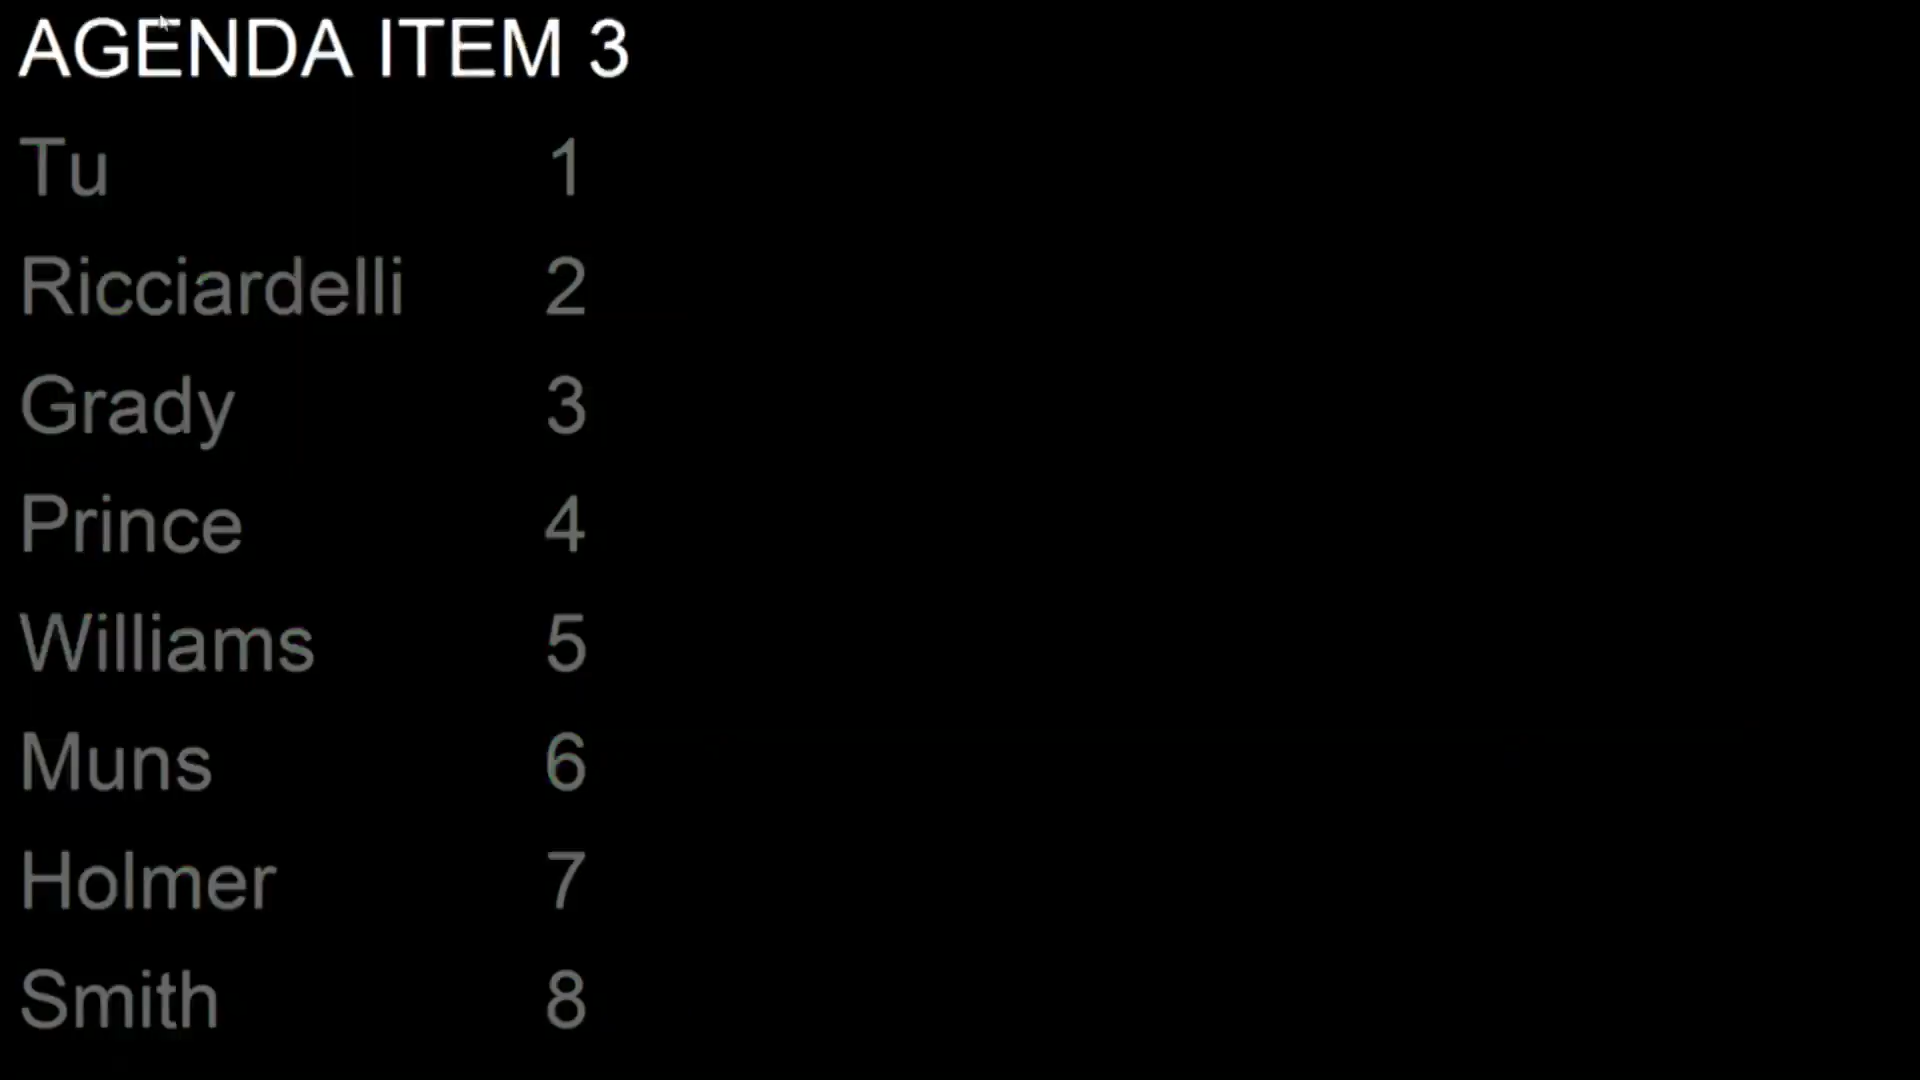 AGENDA ITEM 3
Tu 1
Ricciardelli 2
Grady 3
Prince 4
Williams 5
Muns 6
Holmer 7
Smith 8